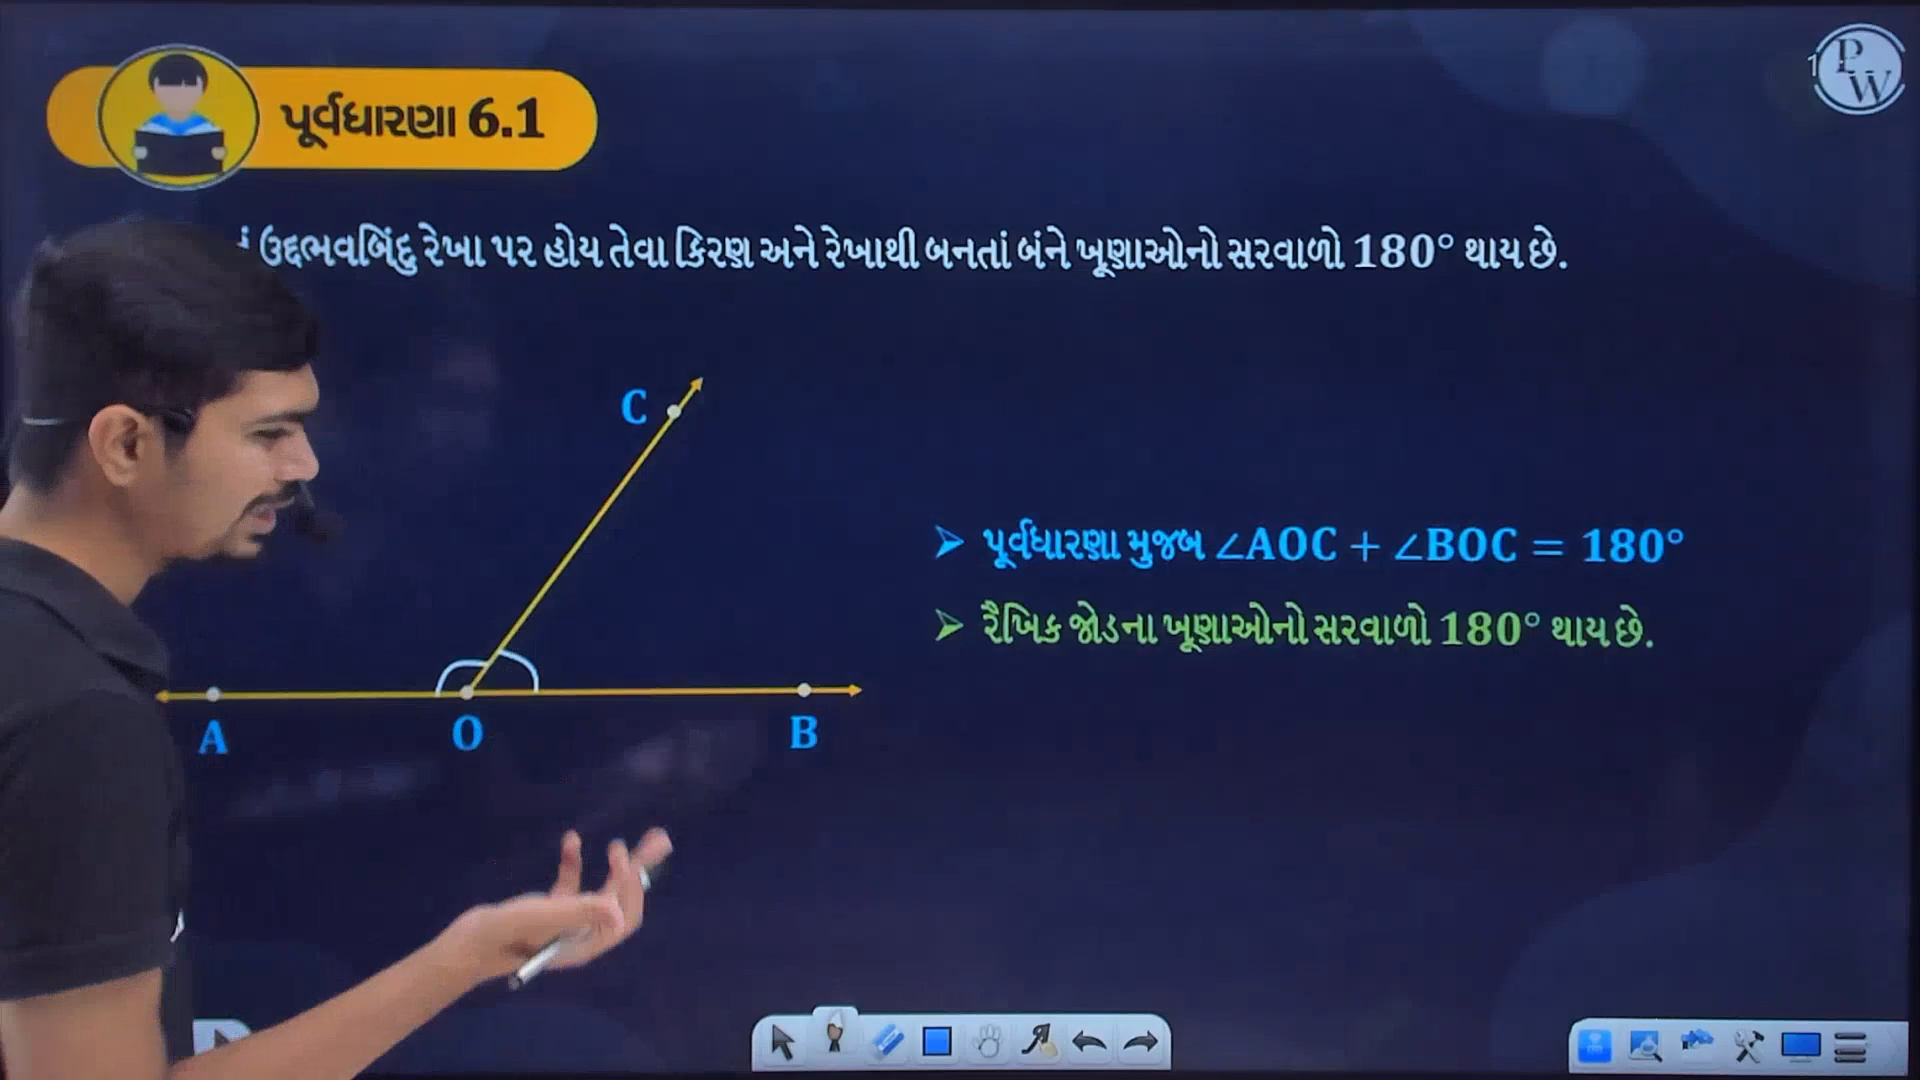 પૂર્વધારણા 6.1
PW
ઉદ્દભવબિંદુ રેખા પર હોય તેવા કિરણ અને રેખાથી બનતાં બંને ખૂણાઓનો સરવાળો 180° થાય છે.
C
પૂર્વધારણા મુજબ ∠AOC + ∠BOC = 180°
રૈખિક જોડના ખૂણાઓનો સરવાળો 180° થાય છે.
A O B